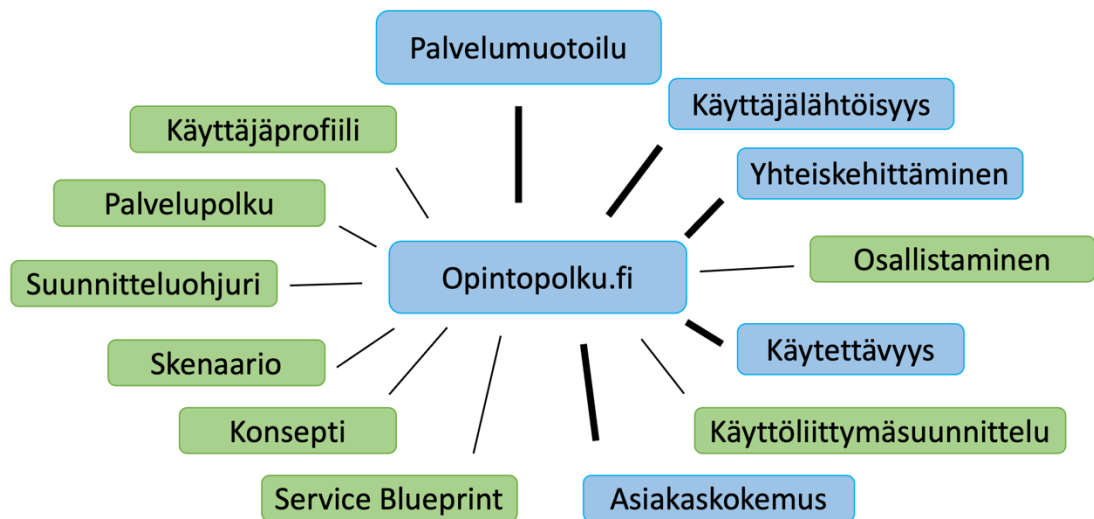 Palvelumuotoilu
Käyttäjälähtöisyys
Käyttäjäprofiili
Yhteiskehittäminen
Palvelupolku
Osallistaminen
Suunnitteluohjuri
Opintopolku.fi
Käytettävyys
Skenaario
Konsepti
Käyttöliittymäsuunnittelu
Service Blueprint
Asiakaskokemus